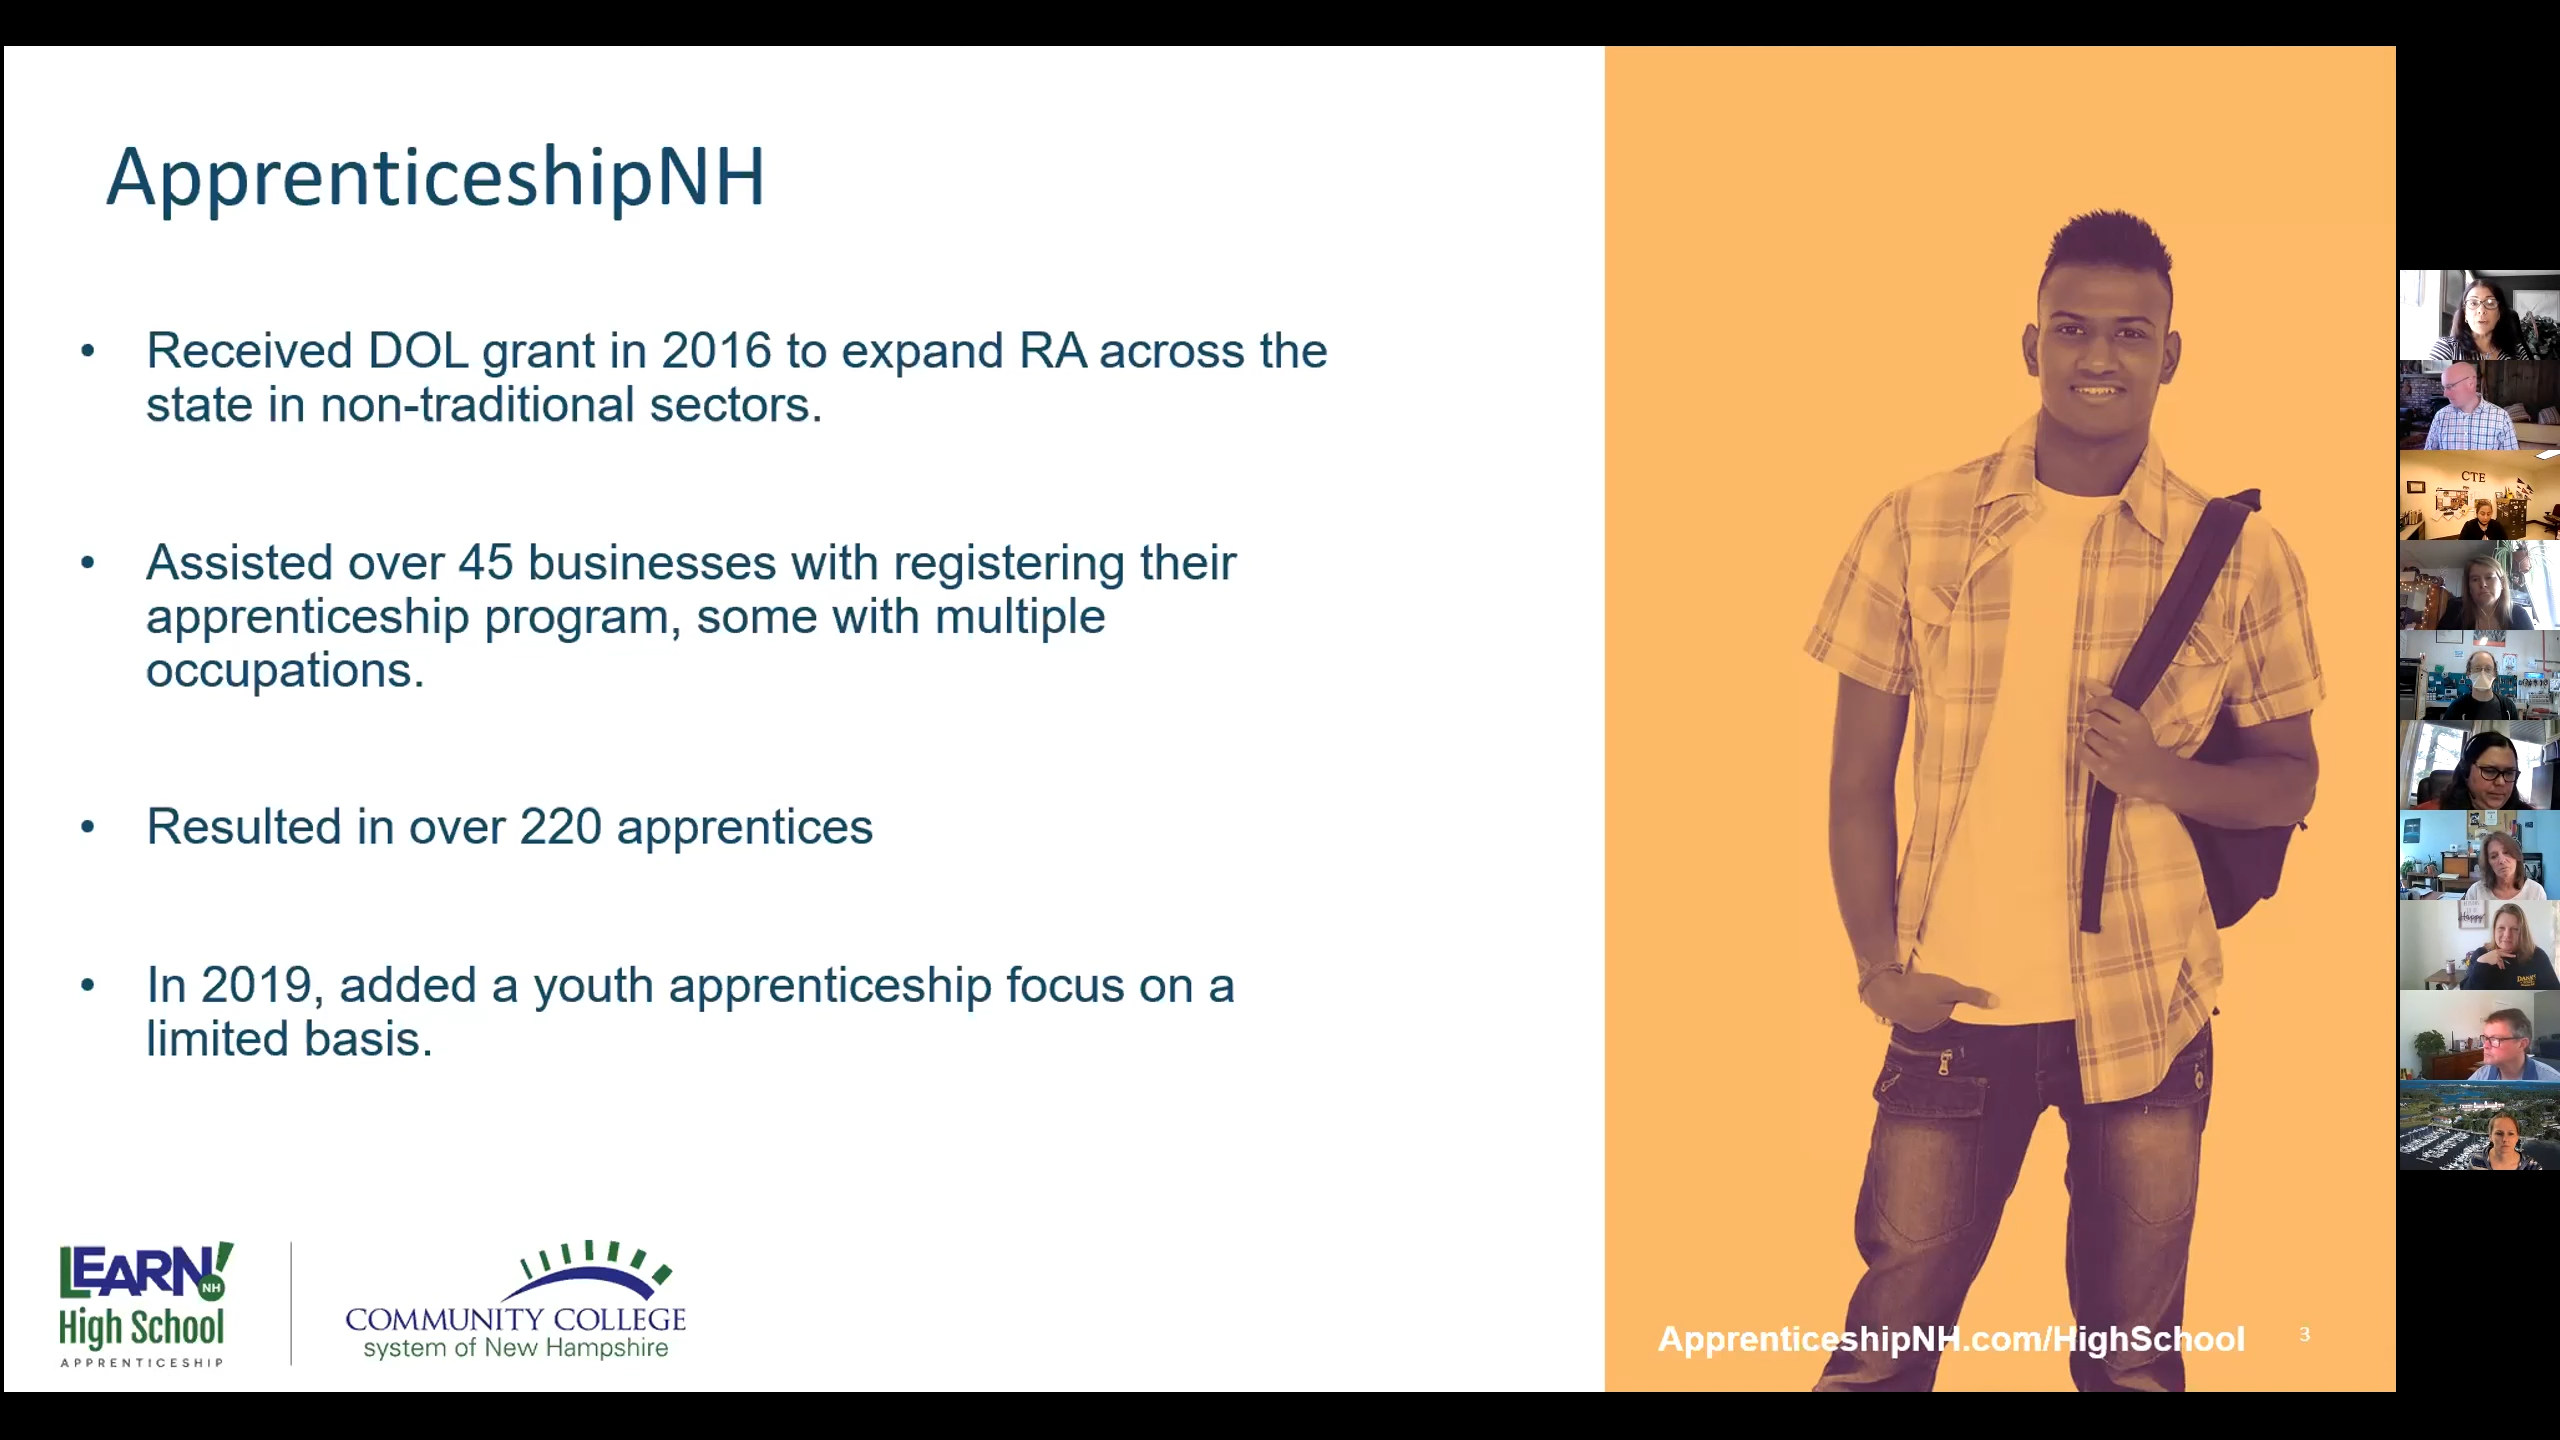 ApprenticeshipNH
• Received DOL grant in 2016 to expand RA across the
state in non-traditional sectors.
• Assisted over 45 businesses with registering their
apprenticeship program, some with multiple
occupations.
• Resulted in over 220 apprentices
• In 2019, added a youth apprenticeship focus on a
limited basis.
LEARN!
NH
High School
APPRENTICESHIP
COMMUNITY COLLEGE
system of New Hampshire
ApprenticeshipNH.com/HighSchool
3
CTE
Happy